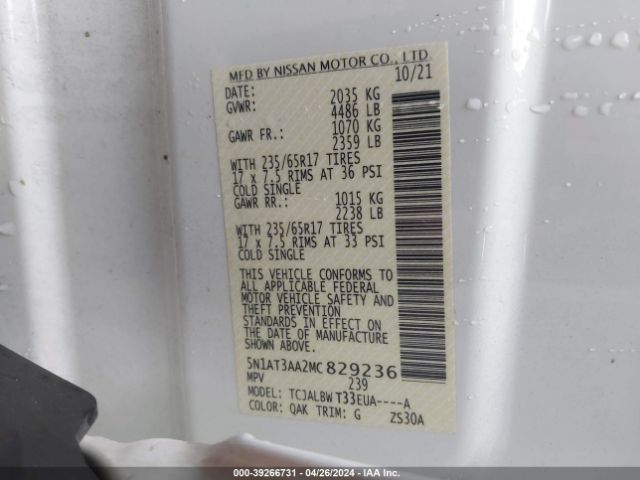 MFD BY NISSAN MOTOR CO., LTD.
DATE: 10/21
GVWR: 2035 KG
4486 LB
GAWR FR.: 1070 KG
2359 LB
WITH 235/65R17 TIRES
17 x 7.5 RIMS AT 36 PSI
COLD SINGLE
GAWR RR.: 1015 KG
2238 LB
WITH 235/65R17 TIRES
17 x 7.5 RIMS AT 33 PSI
COLD SINGLE
THIS VEHICLE CONFORMS TO
ALL APPLICABLE FEDERAL
MOTOR VEHICLE SAFETY AND
THEFT PREVENTION
STANDARDS IN EFFECT ON
THE DATE OF MANUFACTURE
SHOWN ABOVE.
5N1AT3AA2MC829236
MPV 239
MODEL: TCJALBWT33EUA----A
COLOR: QAK TRIM: G ZS30A
000-39266731 - 04/26/2024 - IAA Inc.